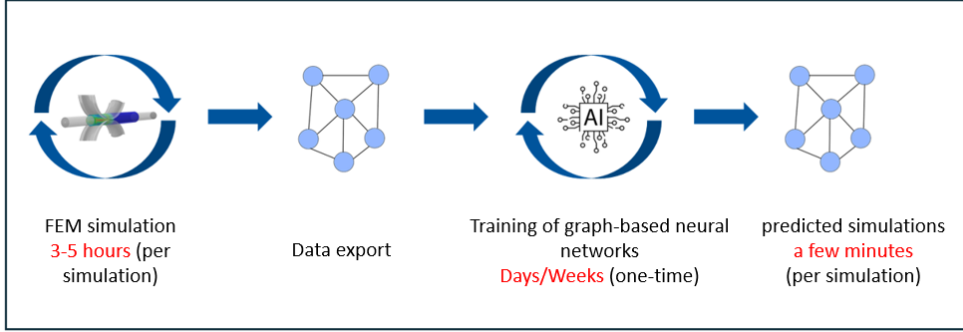 AI
FEM simulation
3-5 hours (per
simulation)
Data export
Training of graph-based neural
networks
Days/Weeks (one-time)
predicted simulations
a few minutes
(per simulation)